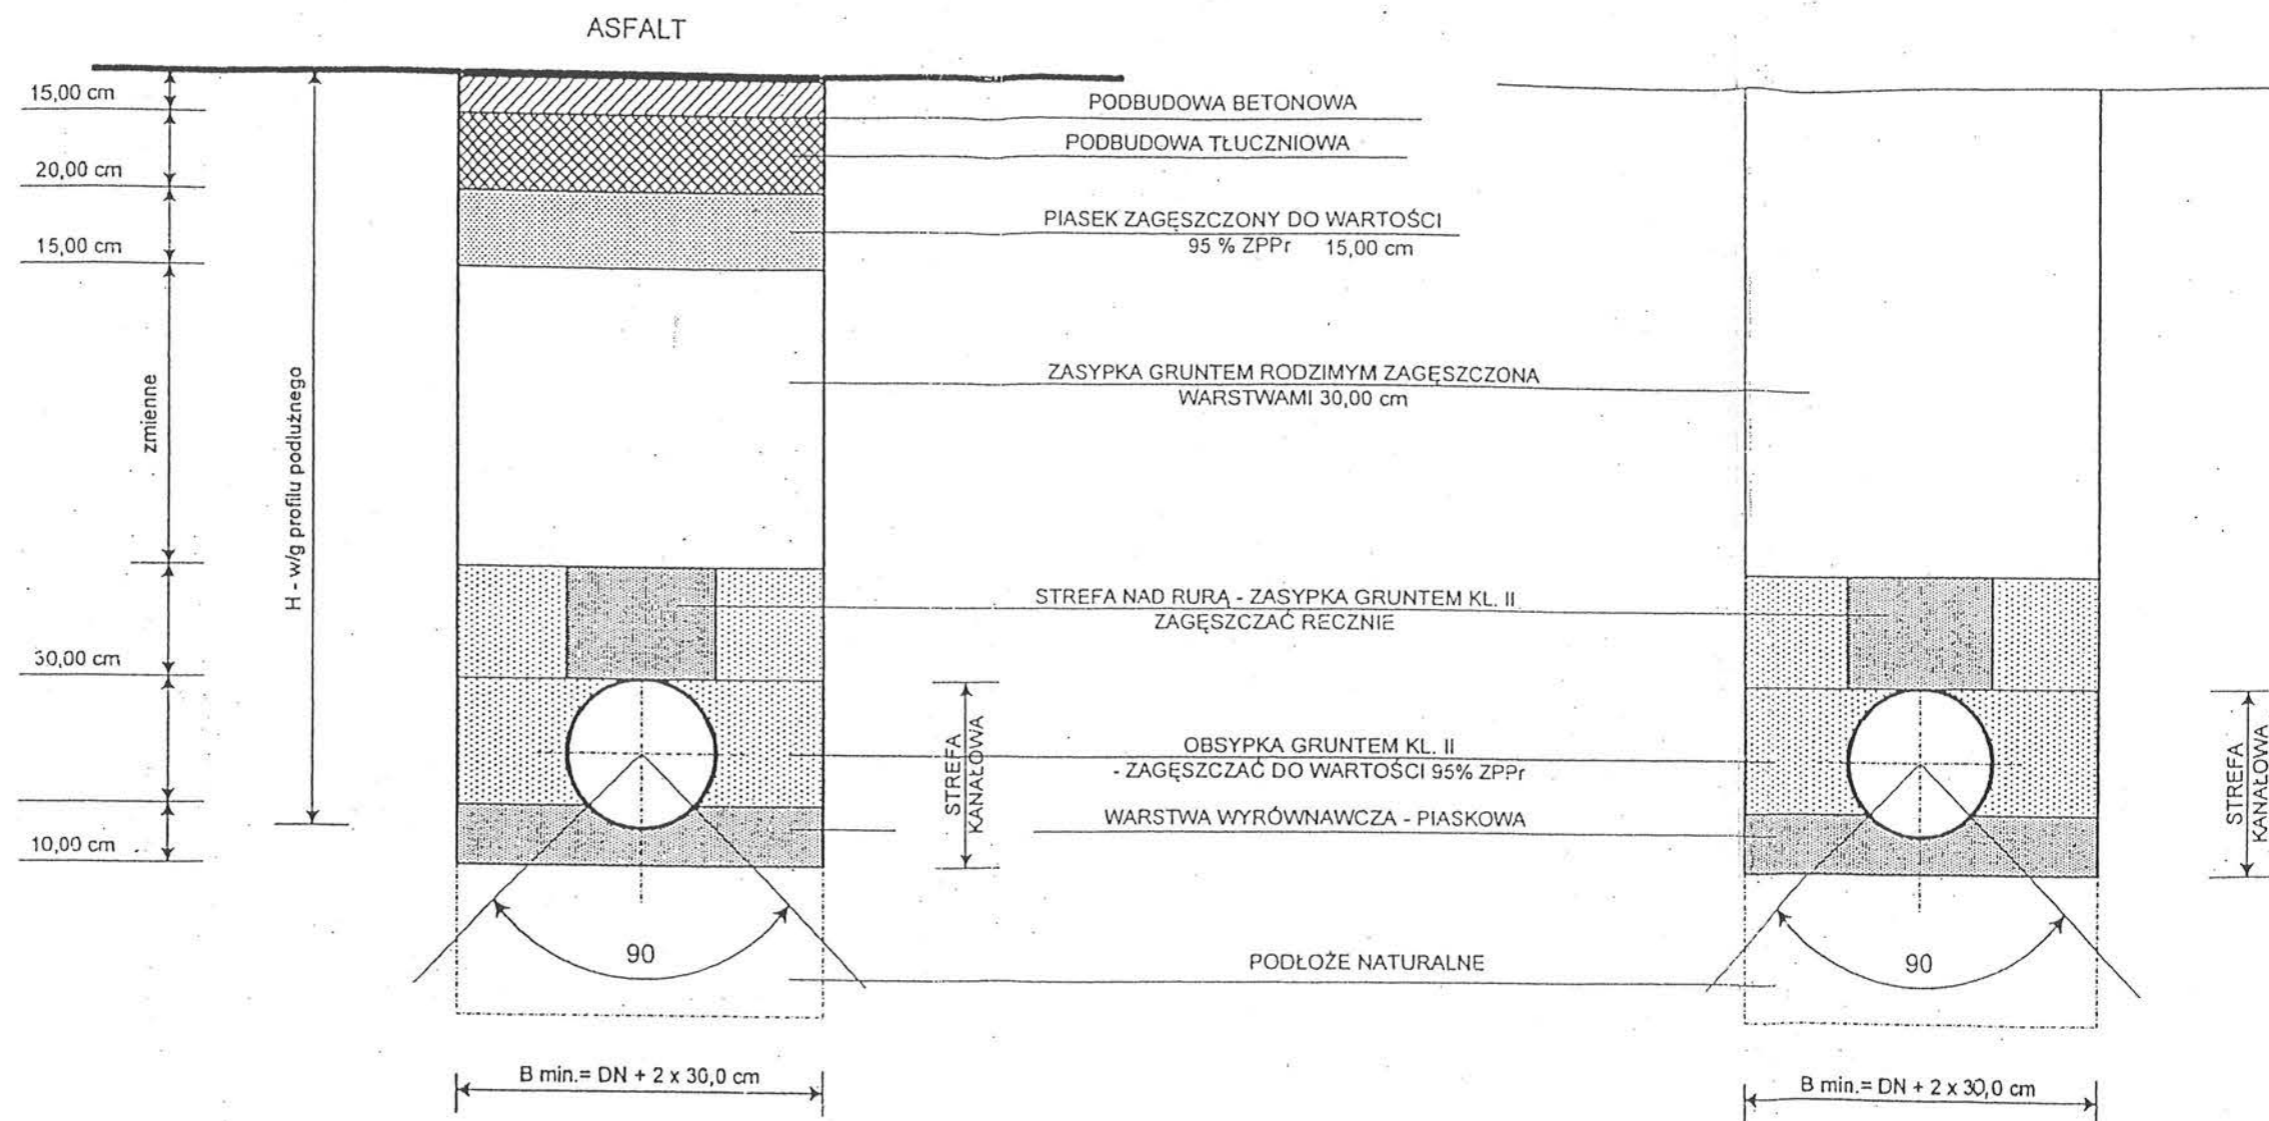 ASFALT
15,00 cm
20,00 cm
15,00 cm
zmienne
H - w/g profilu podłużnego
30,00 cm
10,00 cm
PODBUDOWA BETONOWA
PODBUDOWA TŁUCZNIOWA
PIASEK ZAGĘSZCZONY DO WARTOŚCI
95 % ZPPr 15,00 cm
ZASYPKA GRUNTEM RODZIMYM ZAGĘSZCZONA
WARSTWAMI 30,00 cm
STREFA NAD RURĄ - ZASYPKA GRUNTEM KL. II
ZAGĘSZCZAĆ RECZNIE
OBSYPKA GRUNTEM KL. II
- ZAGĘSZCZAĆ DO WARTOŚCI 95% ZPPr
WARSTWA WYRÓWNAWCZA - PIASKOWA
PODŁOŻE NATURALNE
STREFA
KANAŁOWA
STREFA
KANAŁOWA
90
90
B min.= DN + 2 x 30,0 cm
B min.= DN + 2 x 30,0 cm